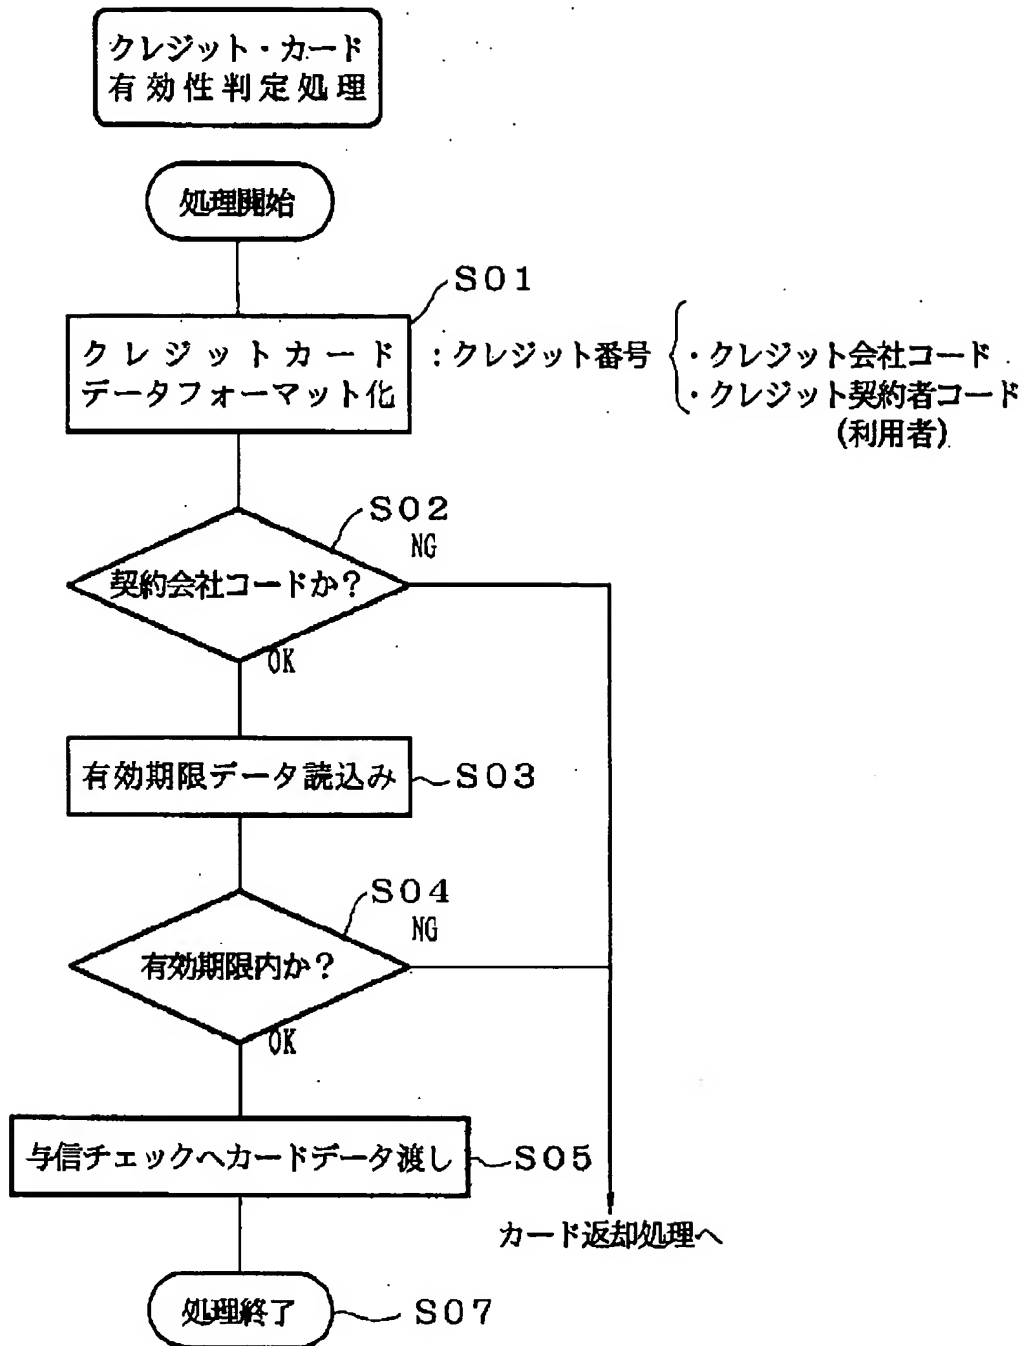 クレジット・カード
有効性判定処理
処理開始
S01
クレジットカード
データフォーマット化
:クレジット番号
・クレジット会社コード
・クレジット契約者コード
(利用者)
S02
NG
契約会社コードか?
OK
有効期限データ読込み
S03
S04
NG
有効期限内か?
OK
与信チェックへカードデータ渡し
S05
カード返却処理へ
処理終了
S07